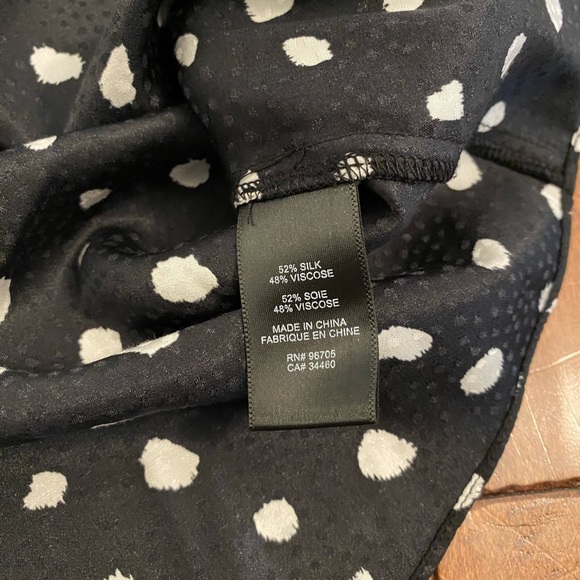 52% SILK
48% VISCOSE
52% SOIE
48% VISCOSE
MADE IN CHINA
FABRIQUE EN CHINE
RN# 96705
CA# 34460